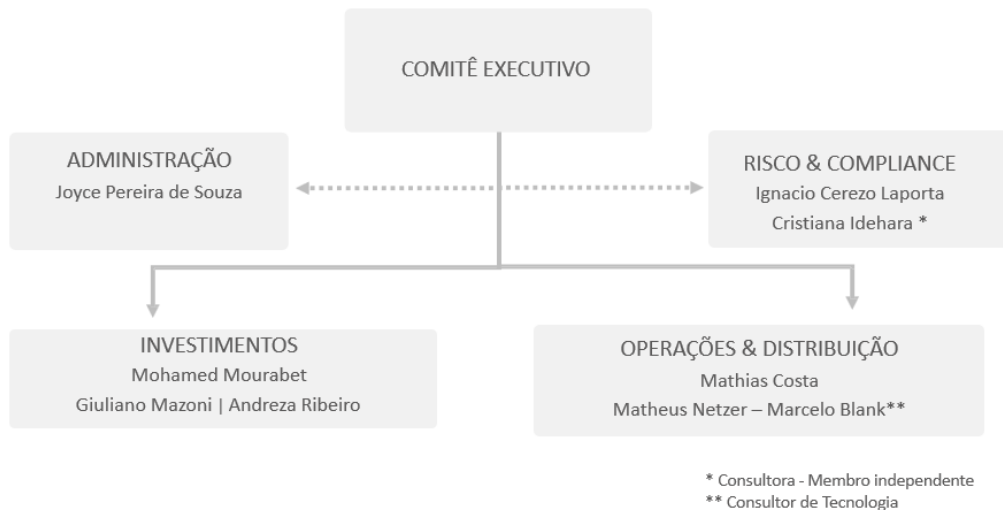 COMITÊ EXECUTIVO
ADMINISTRAÇÃO
Joyce Pereira de Souza
RISCO & COMPLIANCE
Ignacio Cerezo Laporta
Cristiana Idehara *
INVESTIMENTOS
Mohamed Mourabet
Giuliano Mazoni | Andreza Ribeiro
OPERAÇÕES & DISTRIBUIÇÃO
Mathias Costa
Matheus Netzer – Marcelo Blank**
* Consultora - Membro independente
** Consultor de Tecnologia